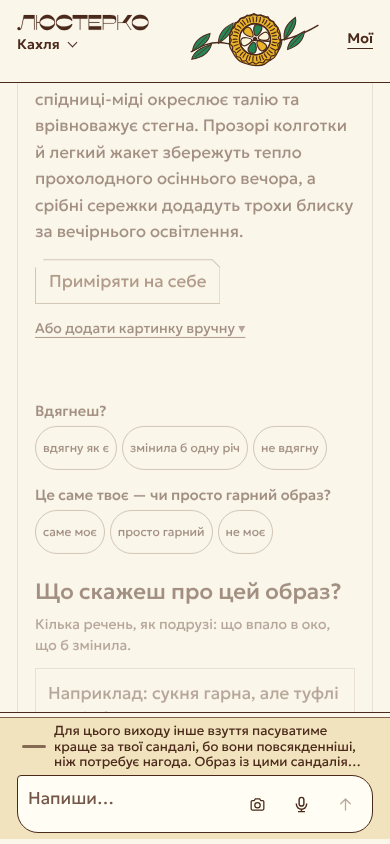 ЛЮСТЕРКО
Кахля
Мої
спідниці-міді окреслює талію та
врівноважує стегна. Прозорі колготки
й легкий жакет збережуть тепло
прохолодного осіннього вечора, а
срібні сережки додадуть трохи блиску
за вечірнього освітлення.
Приміряти на себе
Або додати картинку вручну ▾
Вдягнеш?
вдягну як є
змінила б одну річ
не вдягну
Це саме твоє — чи просто гарний образ?
саме моє
просто гарний
не моє
Що скажеш про цей образ?
Кілька речень, як подрузі: що впало в око,
що б змінила.
Наприклад: сукня гарна, але туфлі
Для цього виходу інше взуття пасуватиме
краще за твої сандалі, бо вони повсякденніші,
ніж потребує нагода. Образ із цими сандалія…
Напиши…